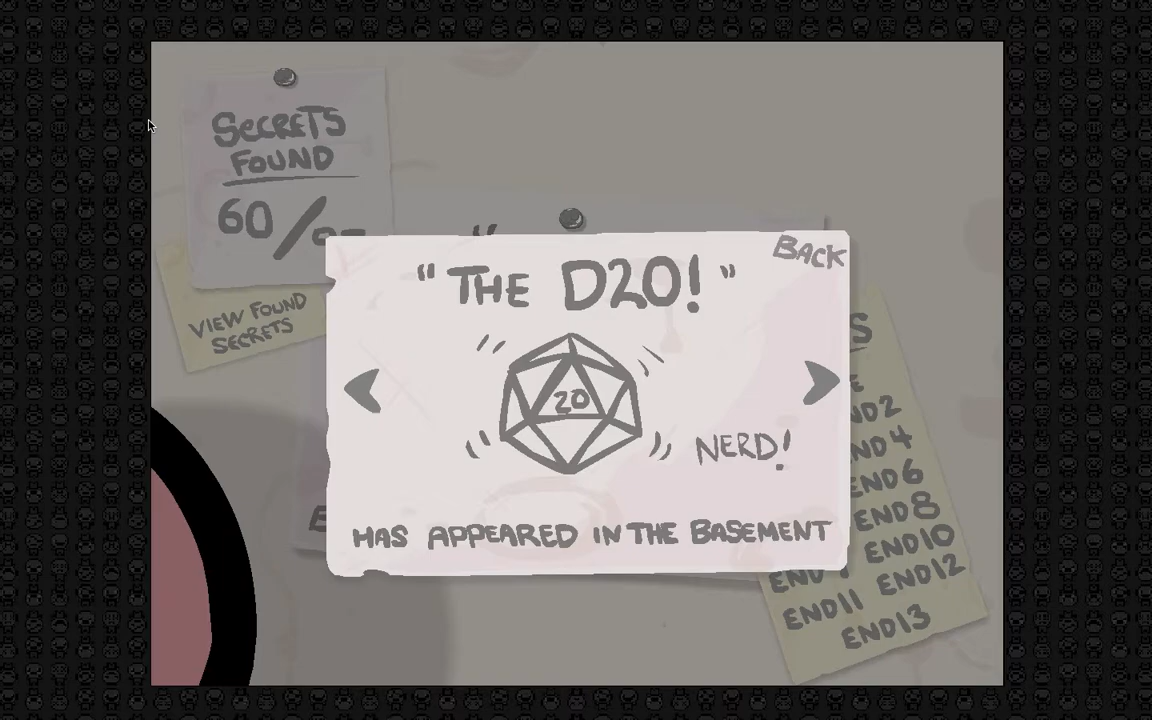 SECRETS
FOUND
60/
VIEW FOUND
SECRETS
BACK
"THE D20!"
20
NERD!
HAS APPEARED IN THE BASEMENT
S
E
END2
END4
END6
END8
END10
END12
END11
END13